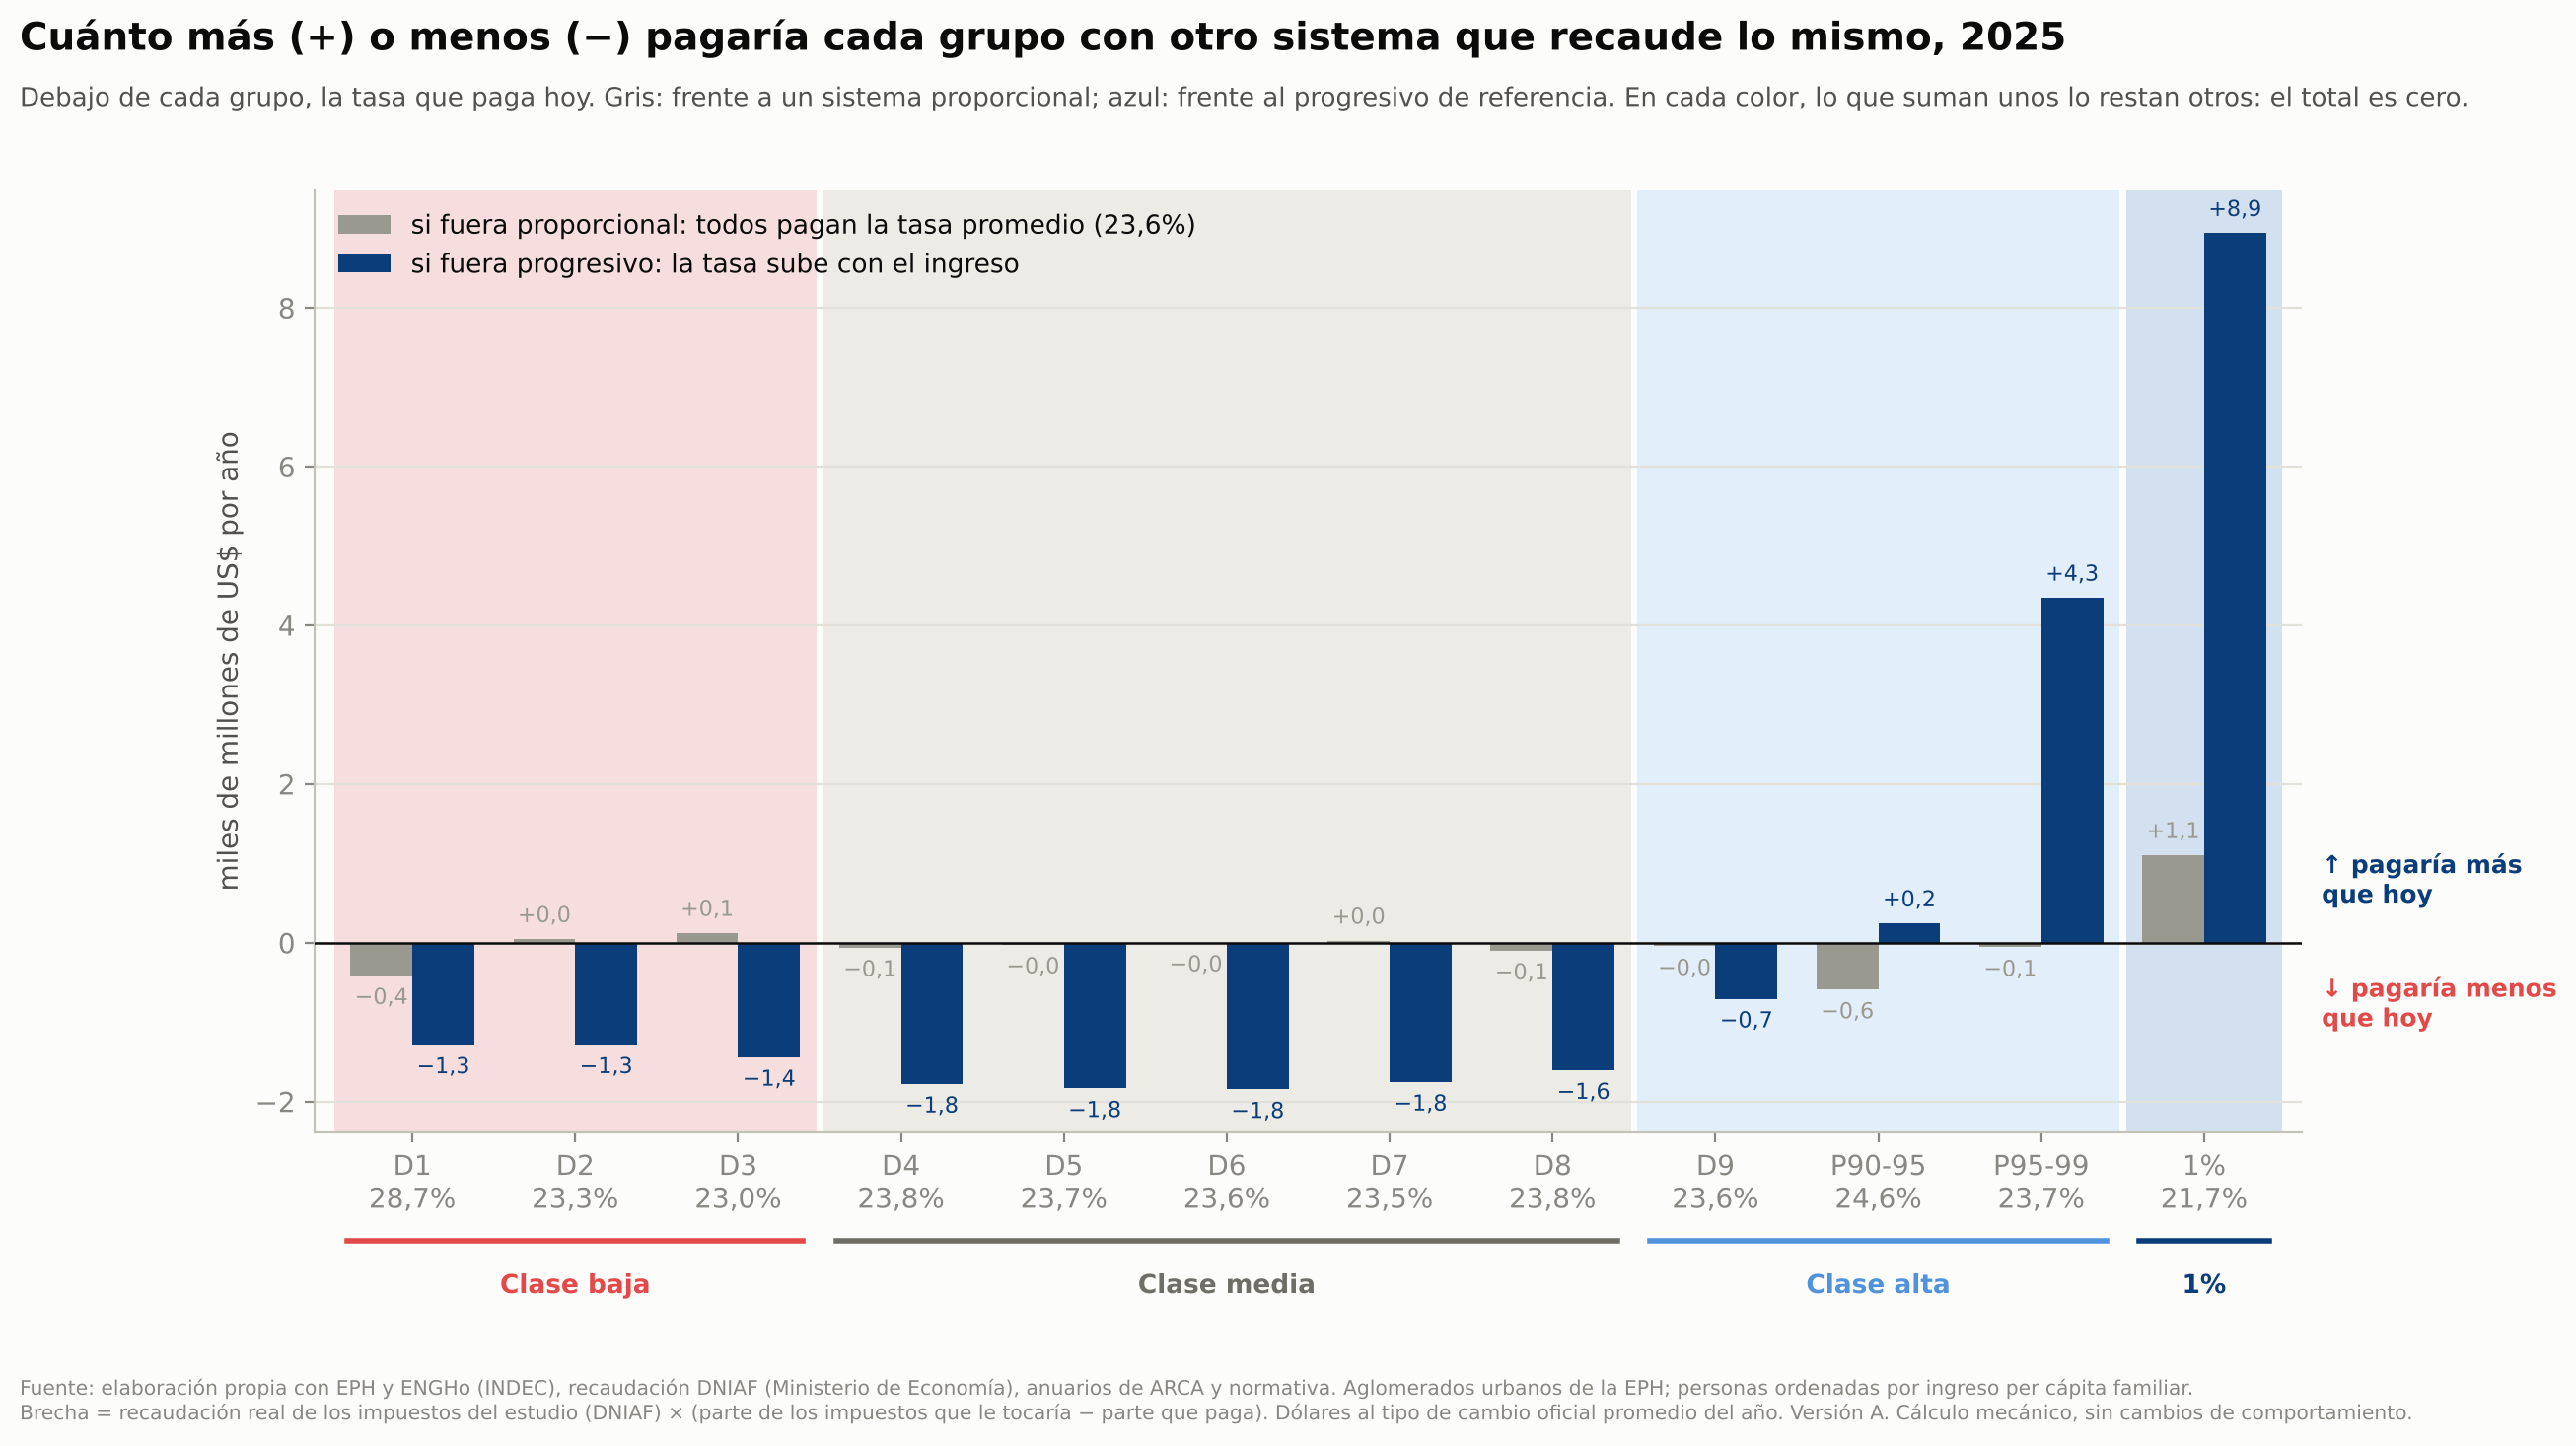 Cuánto más (+) o menos (−) pagaría cada grupo con otro sistema que recaude lo mismo, 2025
Debajo de cada grupo, la tasa que paga hoy. Gris: frente a un sistema proporcional; azul: frente al progresivo de referencia. En cada color, lo que suman unos lo restan otros: el total es cero.
si fuera proporcional: todos pagan la tasa promedio (23,6%)
si fuera progresivo: la tasa sube con el ingreso
miles de millones de US$ por año
8
6
4
2
0
−2
−0,4
−1,3
+0,0
−1,3
+0,1
−1,4
−0,1
−1,8
−0,0
−1,8
−0,0
−1,8
+0,0
−1,8
−0,1
−1,6
−0,0
−0,7
−0,6
+0,2
−0,1
+4,3
+1,1
+8,9
↑ pagaría más
que hoy
↓ pagaría menos
que hoy
D1 D2 D3 D4 D5 D6 D7 D8 D9 P90-95 P95-99 1%
28,7% 23,3% 23,0% 23,8% 23,7% 23,6% 23,5% 23,8% 23,6% 24,6% 23,7% 21,7%
Clase baja Clase media Clase alta 1%
Fuente: elaboración propia con EPH y ENGHo (INDEC), recaudación DNIAF (Ministerio de Economía), anuarios de ARCA y normativa. Aglomerados urbanos de la EPH; personas ordenadas por ingreso per cápita familiar.
Brecha = recaudación real de los impuestos del estudio (DNIAF) × (parte de los impuestos que le tocaría − parte que paga). Dólares al tipo de cambio oficial promedio del año. Versión A. Cálculo mecánico, sin cambios de comportamiento.